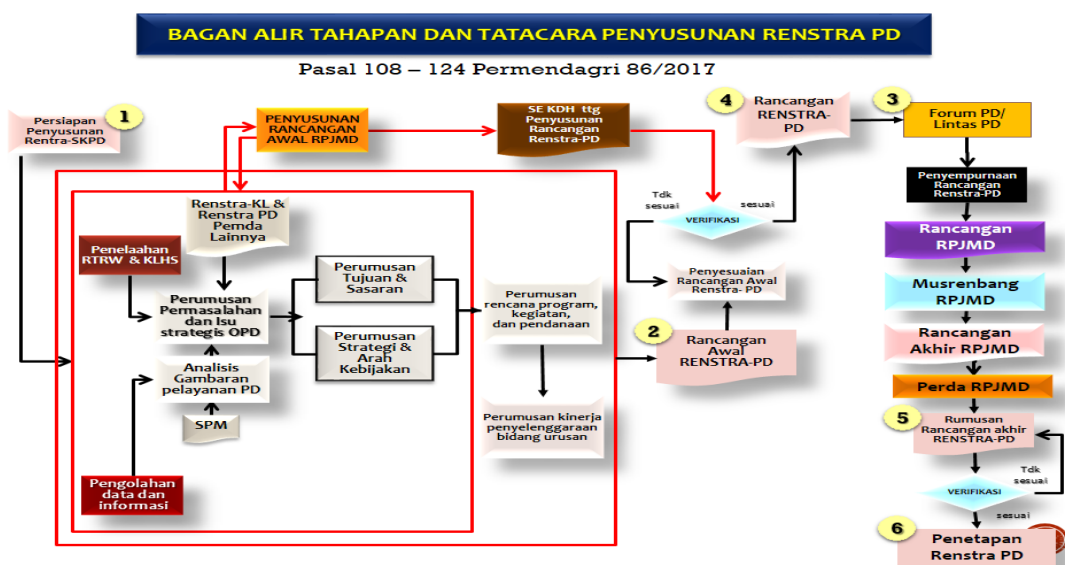 BAGAN ALIR TAHAPAN DAN TATACARA PENYUSUNAN RENSTRA PD
Pasal 108 – 124 Permendagri 86/2017
1
Persiapan
Penyusunan
Rentra-SKPD
PENYUSUNAN
RANCANGAN
AWAL RPJMD
SE KDH ttg
Penyusunan
Rancangan
Renstra-PD
4
Rancangan
RENSTRA-
PD
3
Forum PD/
Lintas PD
Penyempurnaan
Rancangan
Renstra-PD
Rancangan
RPJMD
Musrenbang
RPJMD
Rancangan
Akhir RPJMD
Perda RPJMD
5
Rumusan
Rancangan akhir
RENSTRA-PD
Tdk
sesuai
VERIFIKASI
sesuai
6
Penetapan
Renstra PD
Tdk
sesuai
sesuai
VERIFIKASI
Penyesuaian
Rancangan Awal
Renstra- PD
2
Rancangan
Awal
RENSTRA-PD
Renstra-KL &
Renstra PD
Pemda
Lainnya
Penelaahan
RTRW & KLHS
Perumusan
Permasalahan
dan Isu
strategis OPD
Analisis
Gambaran
pelayanan PD
SPM
Pengolahan
data dan
informasi
Perumusan
Tujuan &
Sasaran
Perumusan
Strategi &
Arah
Kebijakan
Perumusan
rencana program,
kegiatan,
dan pendanaan
Perumusan kinerja
penyelenggaraan
bidang urusan